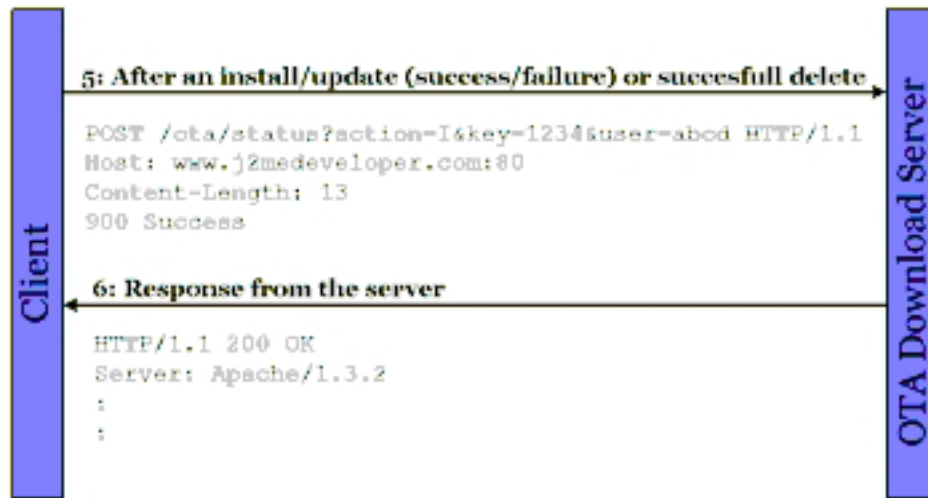 Client
5: After an install/update (success/failure) or succesfull delete
POST /ota/status?action=I&key=1234&user=abcd HTTP/1.1
Host: www.j2medeveloper.com:80
Content-Length: 13
900 Success
6: Response from the server
HTTP/1.1 200 OK
Server: Apache/1.3.2
:
:
OTA Download Server